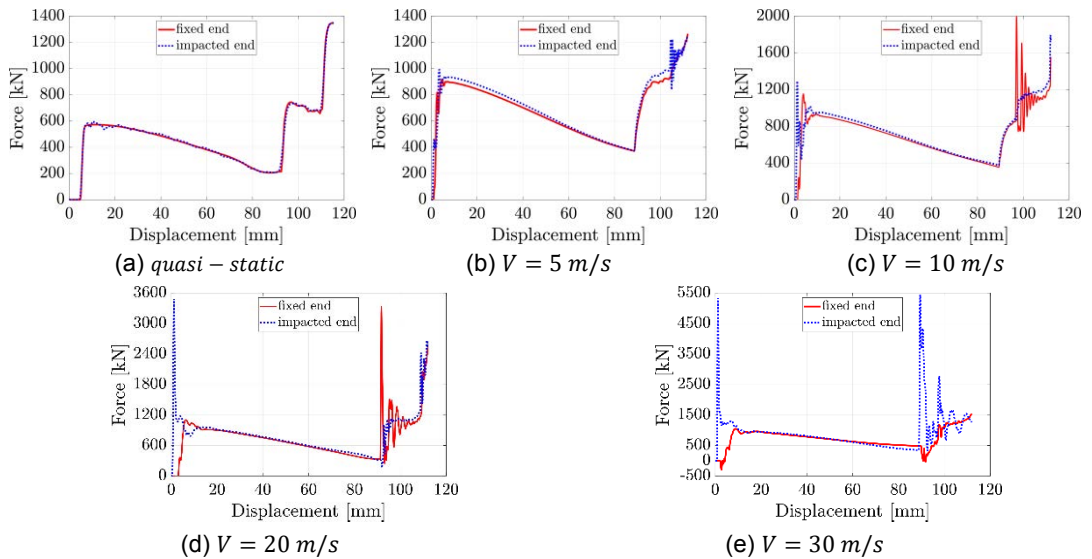 1400
1200
1000
800
600
400
200
0
0 20 40 60 80 100 120
Force [kN]
Displacement [mm]
fixed end
impacted end
(a) quasi − static
1400
1200
1000
800
600
400
200
0
0 20 40 60 80 100 120
Force [kN]
Displacement [mm]
fixed end
impacted end
(b) V = 5 m/s
2000
1600
1200
800
400
0
0 20 40 60 80 100 120
Force [kN]
Displacement [mm]
fixed end
impacted end
(c) V = 10 m/s
3600
3000
2400
1800
1200
600
0
0 20 40 60 80 100 120
Force [kN]
Displacement [mm]
fixed end
impacted end
(d) V = 20 m/s
5500
4500
3500
2500
1500
500
-500
0 20 40 60 80 100 120
Force [kN]
Displacement [mm]
fixed end
impacted end
(e) V = 30 m/s